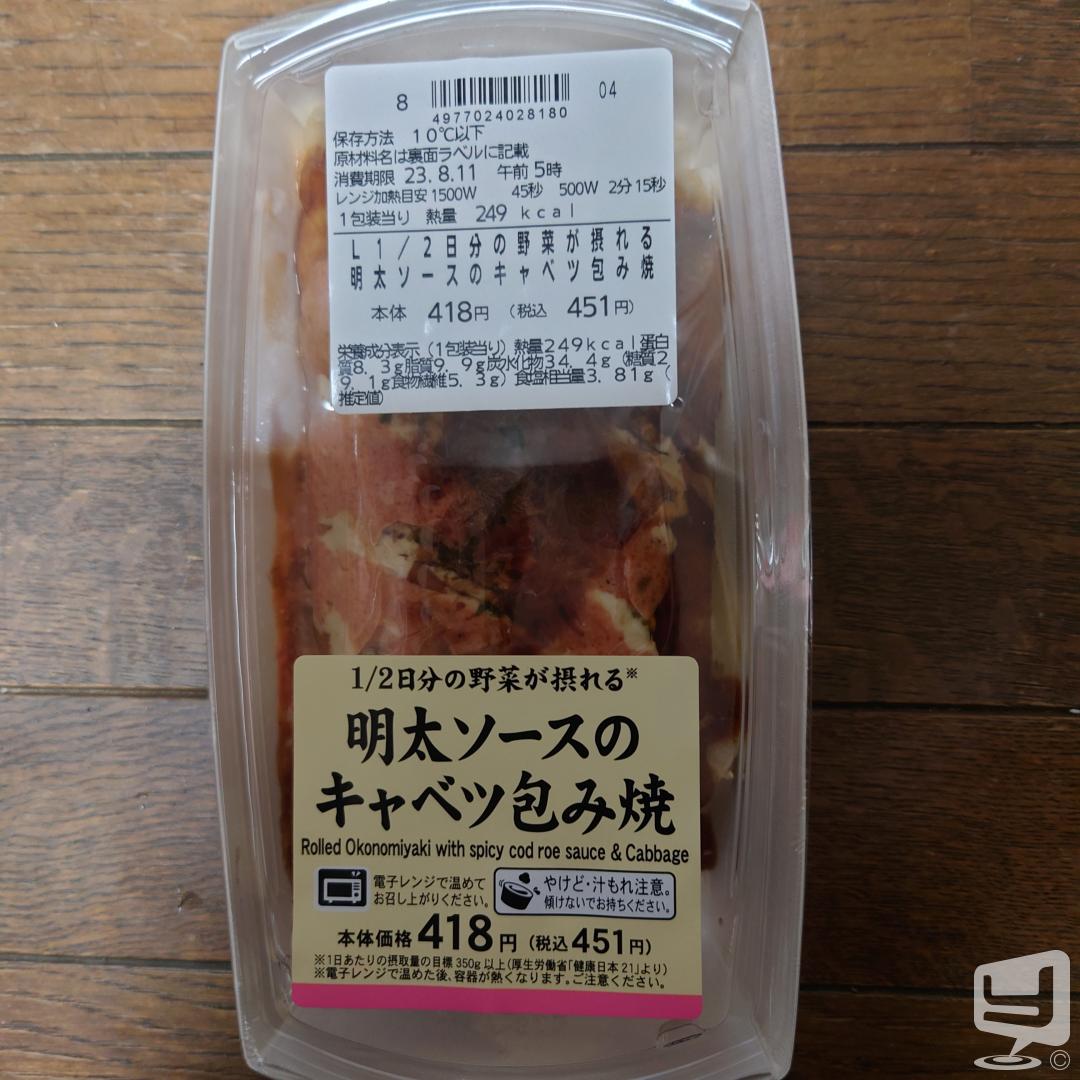 8 04
4977024028180
保存方法 10℃以下
原材料名は裏面ラベルに記載
消費期限 23.8.11 午前5時
レンジ加熱目安1500W 45秒 500W 2分15秒
1包装当り 熱量 249 kcal
L1/2日分の野菜が摂れる
明太ソースのキャベツ包み焼
本体 418円 (税込 451円)
栄養成分表示(1包装当り)熱量249kcal蛋白
質8.3g脂質9.9g炭水化物34.4g(糖質2
9.1g食物繊維5.3g)食塩相当量3.81g(
推定値)
1/2日分の野菜が摂れる※
明太ソースの
キャベツ包み焼
Rolled Okonomiyaki with spicy cod roe sauce & Cabbage
電子レンジで温めて
お召し上がりください。
やけど・汁もれ注意。
傾けないでお持ちください。
本体価格418円(税込451円)
※1日あたりの摂取量の目標350g以上(厚生労働省「健康日本21」より)
※電子レンジで温めた後、容器が熱くなります。ご注意ください。
©